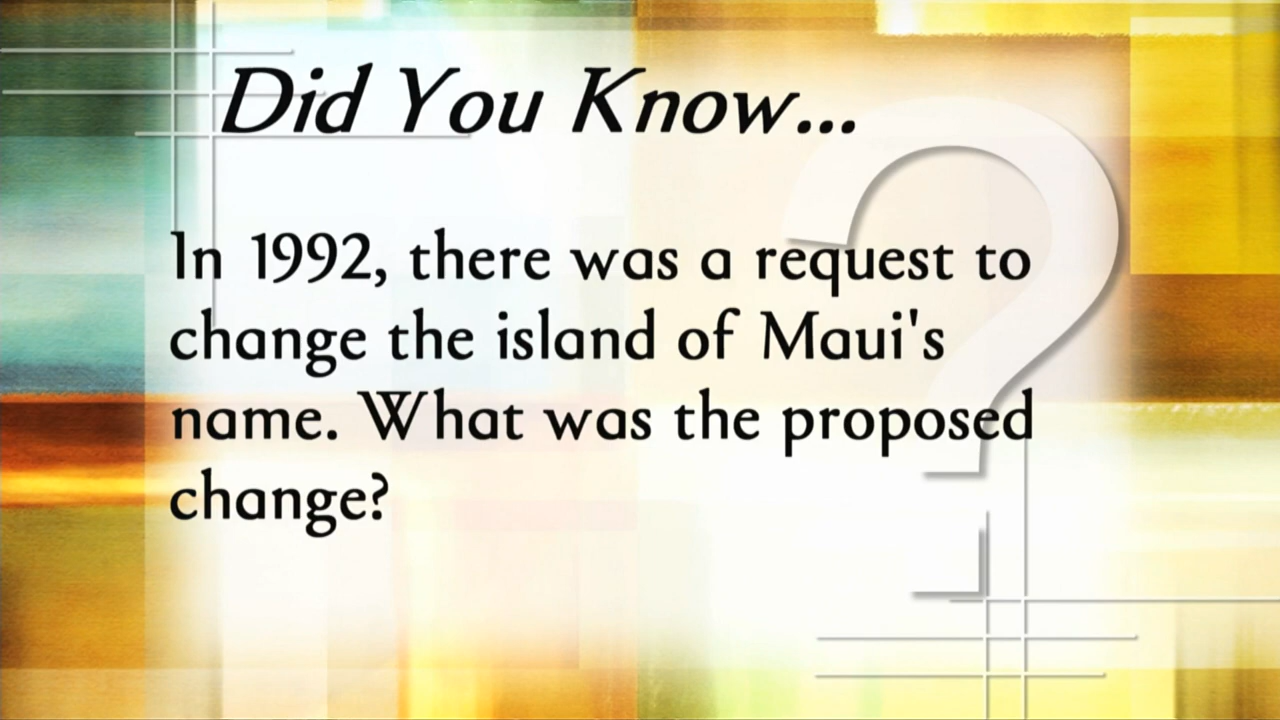 Did You Know...
In 1992, there was a request to
change the island of Maui's
name. What was the proposed
change?